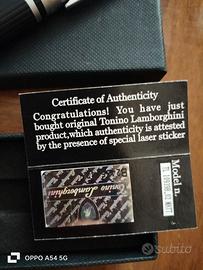 Certificate of Authenticity
Congratulations! You have just
bought original Tonino Lamborghini
product, which authenticity is attested
by the presence of special laser sticker
Model n.
Tonino Lamborghini
OPPO A54 5G
subito